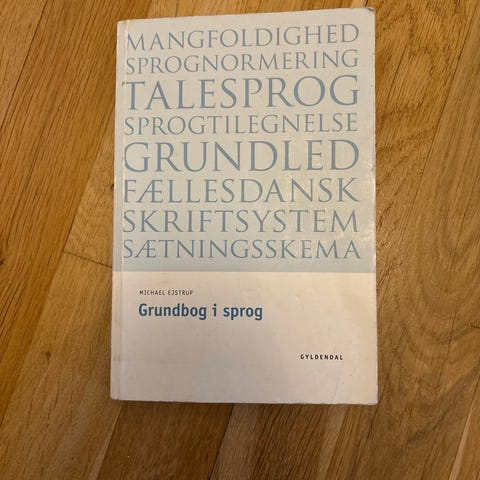 MANGFOLDIGHED
SPROGNORMERING
TALESPROG
SPROGTILEGNELSE
GRUNDLED
FÆLLESDANSK
SKRIFTSYSTEM
SÆTNINGSSKEMA
MICHAEL EJSTRUP
Grundbog i sprog
GYLDENDAL